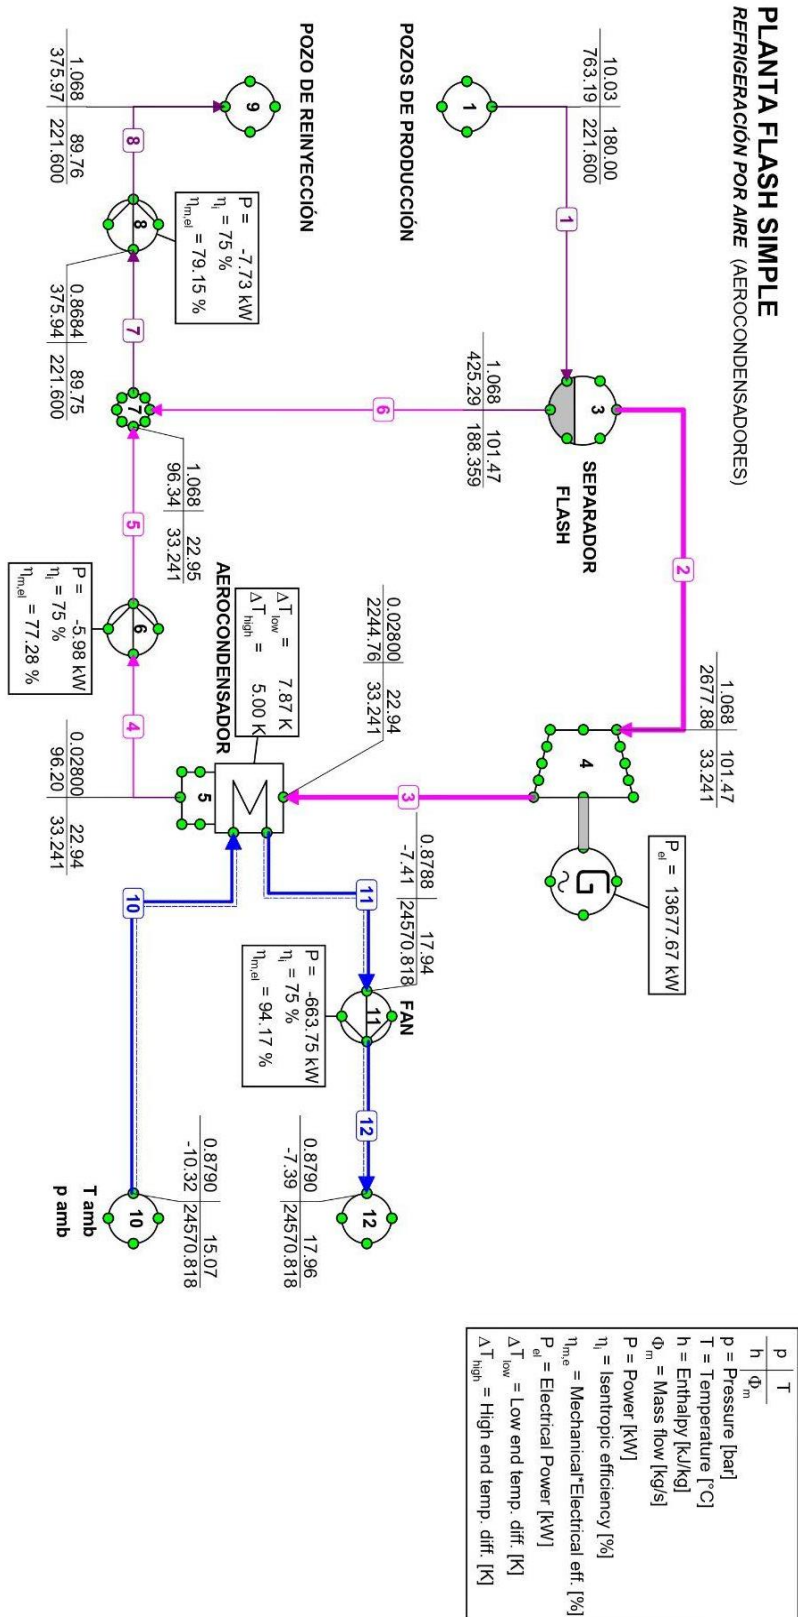 PLANTA FLASH SIMPLE
REFRIGERACIÓN POR AIRE (AEROCONDENSADORES)
10.03 180.00
763.19 221.600
1
1
POZOS DE PRODUCCIÓN
3
SEPARADOR
FLASH
2
1.068 101.47
2677.88 33.241
4
G
~
P el = 13677.67 kW
1.068 101.47
425.29 188.359
6
3
0.02800 22.94
2244.76 33.241
ΔT low = 7.87 K
ΔT high = 5.00 K
AEROCONDENSADOR
5
0.8788 17.94
-7.41 24570.818
11
FAN
11
P = -663.75 kW
ηi = 75 %
ηm,el = 94.17 %
12
0.8790 17.96
-7.39 24570.818
12
POZO DE REINYECCIÓN
9
1.068 89.76
375.97 221.600
8
P = -7.73 kW
ηi = 75 %
ηm,el = 79.15 %
8
0.8684 89.75
375.94 221.600
7
7
1.068 22.95
96.34 33.241
5
P = -5.98 kW
ηi = 75 %
ηm,el = 77.28 %
6
4
0.02800 22.94
96.20 33.241
10
0.8790 15.07
-10.32 24570.818
10
T amb
p amb
p T
h Φm
p = Pressure [bar]
T = Temperature [°C]
h = Enthalpy [kJ/kg]
Φm = Mass flow [kg/s]
P = Power [kW]
ηi = Isentropic efficiency [%]
ηm,e = Mechanical*Electrical eff. [%]
P el = Electrical Power [kW]
ΔT low = Low end temp. diff. [K]
ΔT high = High end temp. diff. [K]